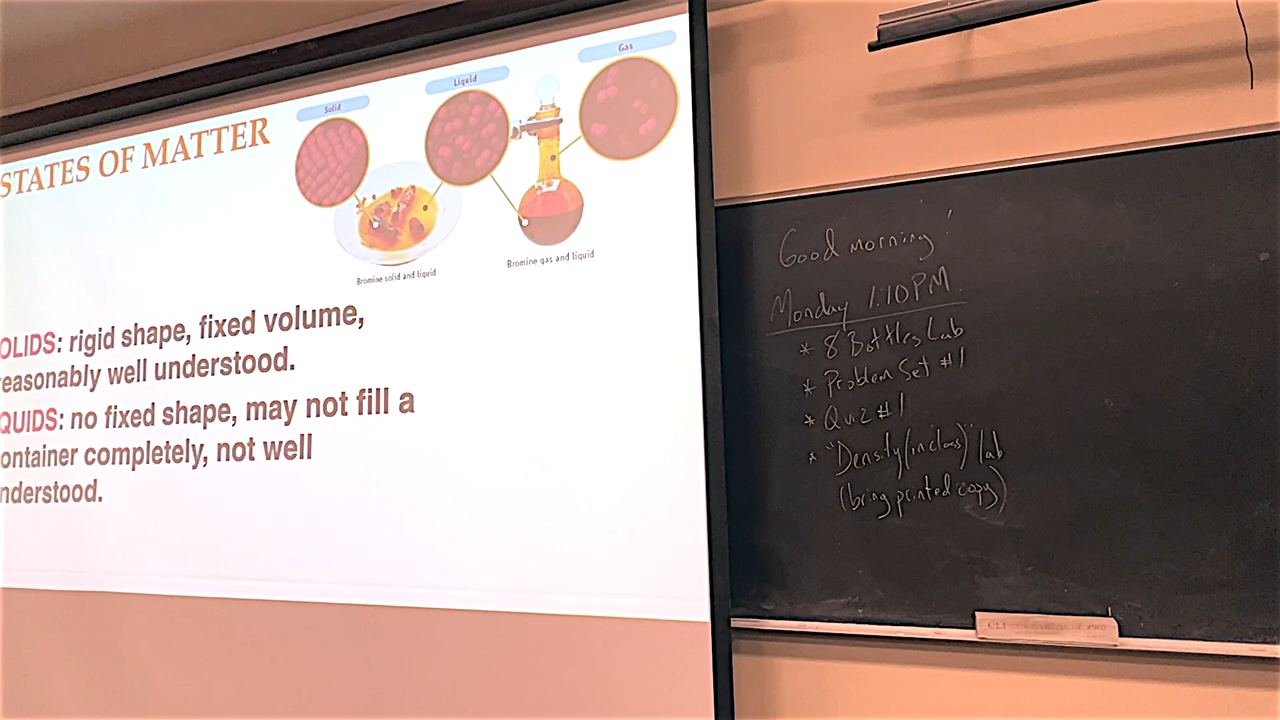 STATES OF MATTER
Solid
Liquid
Gas
Bromine solid and liquid
Bromine gas and liquid
OLIDS: rigid shape, fixed volume,
easonably well understood.
QUIDS: no fixed shape, may not fill a
ontainer completely, not well
nderstood.
Good morning!
Monday 1:10PM
* 8 Bottles Lab
* Problem Set #1
* Quiz #1
* "Density (in class)" lab
(bring printed copy)